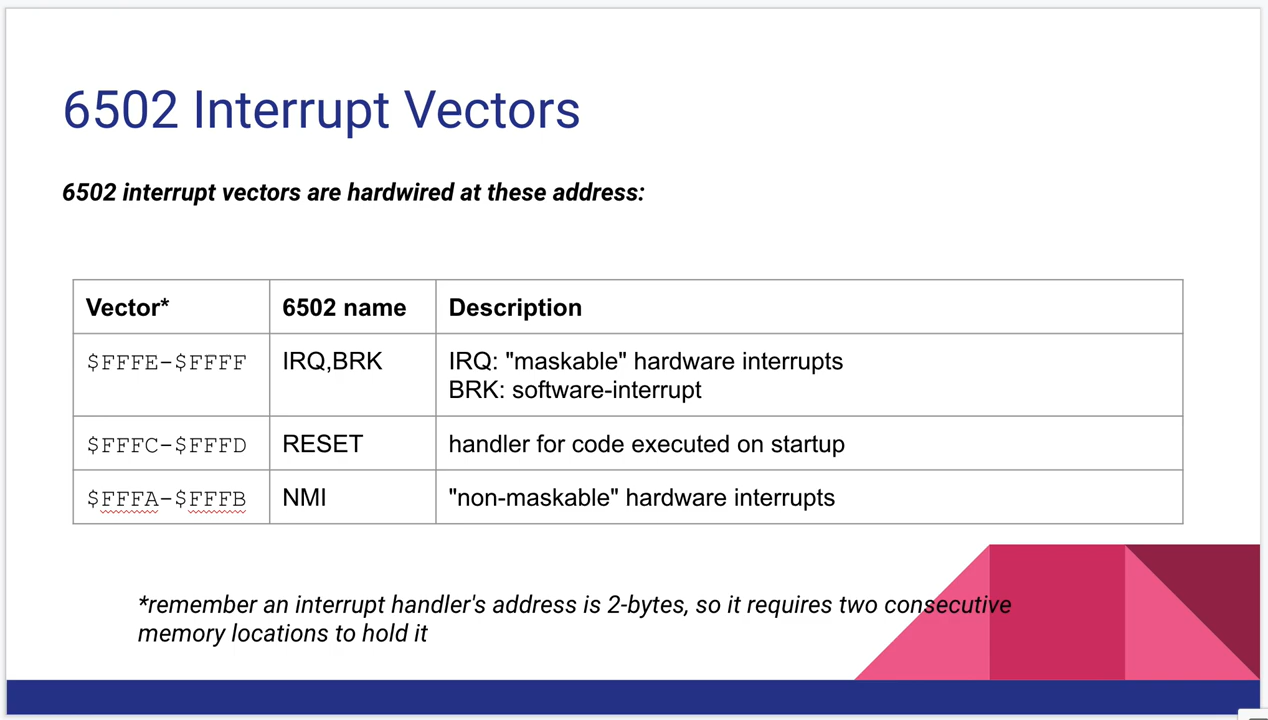 6502 Interrupt Vectors
6502 interrupt vectors are hardwired at these address:
Vector* 6502 name Description
$FFFE-$FFFF IRQ,BRK IRQ: "maskable" hardware interrupts
BRK: software-interrupt
$FFFC-$FFFD RESET handler for code executed on startup
$FFFA-$FFFB NMI "non-maskable" hardware interrupts
*remember an interrupt handler's address is 2-bytes, so it requires two consecutive
memory locations to hold it